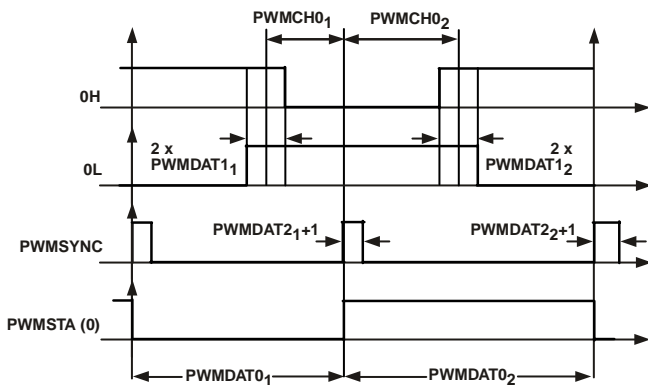 PWMCH0₁ PWMCH0₂
0H
2 x PWMDAT1₁
2 x PWMDAT1₂
0L
PWMSYNC
PWMDAT2₁+1
PWMDAT2₂+1
PWMSTA (0)
PWMDAT0₁ PWMDAT0₂